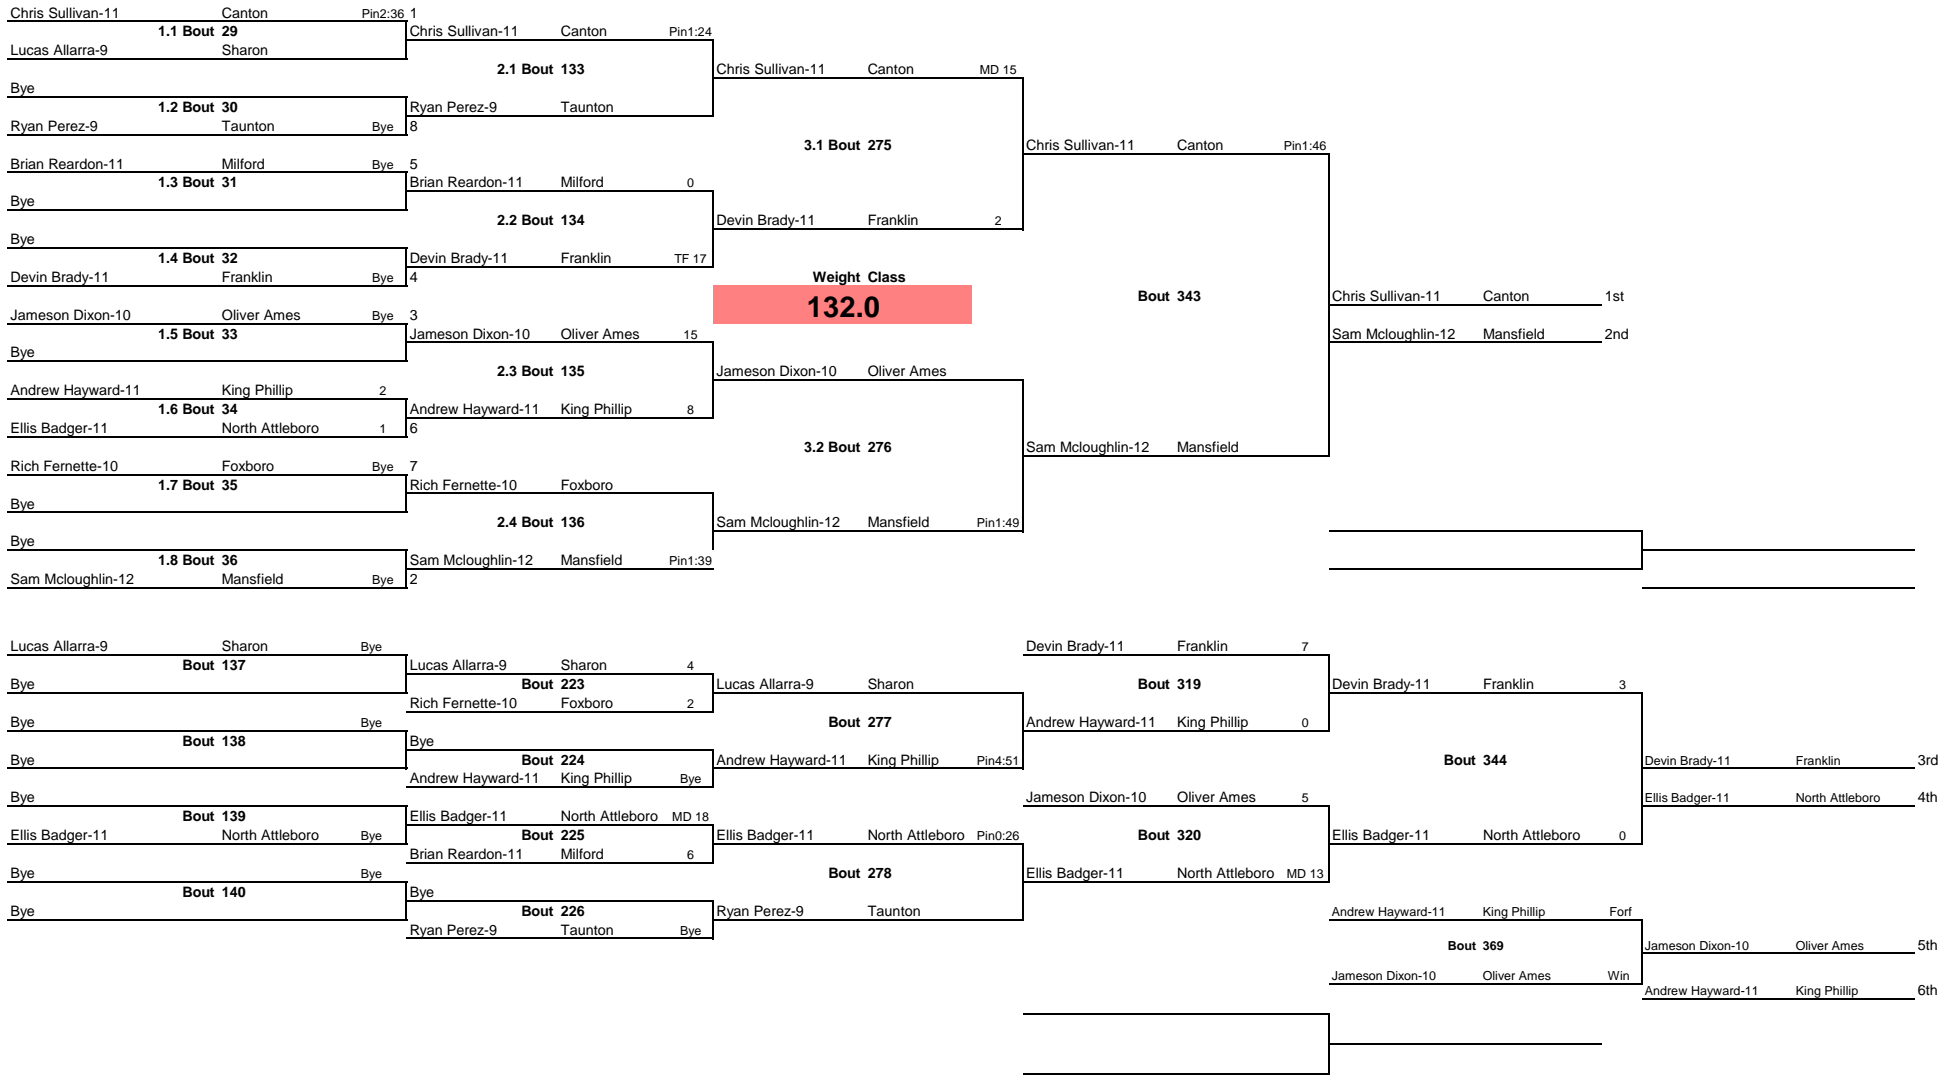 Chris Sullivan-11 Canton Pin2:36 1
1.1 Bout 29 Chris Sullivan-11 Canton Pin1:24
Lucas Allarra-9 Sharon
2.1 Bout 133 Chris Sullivan-11 Canton MD 15
Bye
1.2 Bout 30 Ryan Perez-9 Taunton
Ryan Perez-9 Taunton Bye 8
3.1 Bout 275 Chris Sullivan-11 Canton Pin1:46
Brian Reardon-11 Milford Bye 5
1.3 Bout 31 Brian Reardon-11 Milford 0
Bye
2.2 Bout 134 Devin Brady-11 Franklin 2
Bye
1.4 Bout 32 Devin Brady-11 Franklin TF 17
Devin Brady-11 Franklin Bye 4 Weight Class
Bout 343 Chris Sullivan-11 Canton 1st
132.0
Jameson Dixon-10 Oliver Ames Bye 3
1.5 Bout 33 Jameson Dixon-10 Oliver Ames 15 Sam Mcloughlin-12 Mansfield 2nd
Bye
2.3 Bout 135 Jameson Dixon-10 Oliver Ames
Andrew Hayward-11 King Phillip 2
1.6 Bout 34 Andrew Hayward-11 King Phillip 8
Ellis Badger-11 North Attleboro 1 6
3.2 Bout 276 Sam Mcloughlin-12 Mansfield
Rich Fernette-10 Foxboro Bye 7
1.7 Bout 35 Rich Fernette-10 Foxboro
Bye
2.4 Bout 136 Sam Mcloughlin-12 Mansfield Pin1:49
Bye
1.8 Bout 36 Sam Mcloughlin-12 Mansfield Pin1:39
Sam Mcloughlin-12 Mansfield Bye 2
Lucas Allarra-9 Sharon Bye Devin Brady-11 Franklin 7
Bout 137 Lucas Allarra-9 Sharon 4
Bye Bout 223 Lucas Allarra-9 Sharon Bout 319 Devin Brady-11 Franklin 3
Rich Fernette-10 Foxboro 2
Bye Bye Bout 277 Andrew Hayward-11 King Phillip 0
Bout 138 Bye
Bye Bout 224 Andrew Hayward-11 King Phillip Pin4:51 Bout 344 Devin Brady-11 Franklin 3rd
Andrew Hayward-11 King Phillip Bye
Bye Jameson Dixon-10 Oliver Ames 5 Ellis Badger-11 North Attleboro 4th
Bout 139 Ellis Badger-11 North Attleboro MD 18
Ellis Badger-11 North Attleboro Bye Bout 225 Ellis Badger-11 North Attleboro Pin0:26 Bout 320 Ellis Badger-11 North Attleboro 0
Brian Reardon-11 Milford 6
Bye Bye Bout 278 Ellis Badger-11 North Attleboro MD 13
Bout 140 Bye
Bye Bout 226 Ryan Perez-9 Taunton Andrew Hayward-11 King Phillip Forf
Ryan Perez-9 Taunton Bye
Bout 369 Jameson Dixon-10 Oliver Ames 5th
Jameson Dixon-10 Oliver Ames Win
Andrew Hayward-11 King Phillip 6th